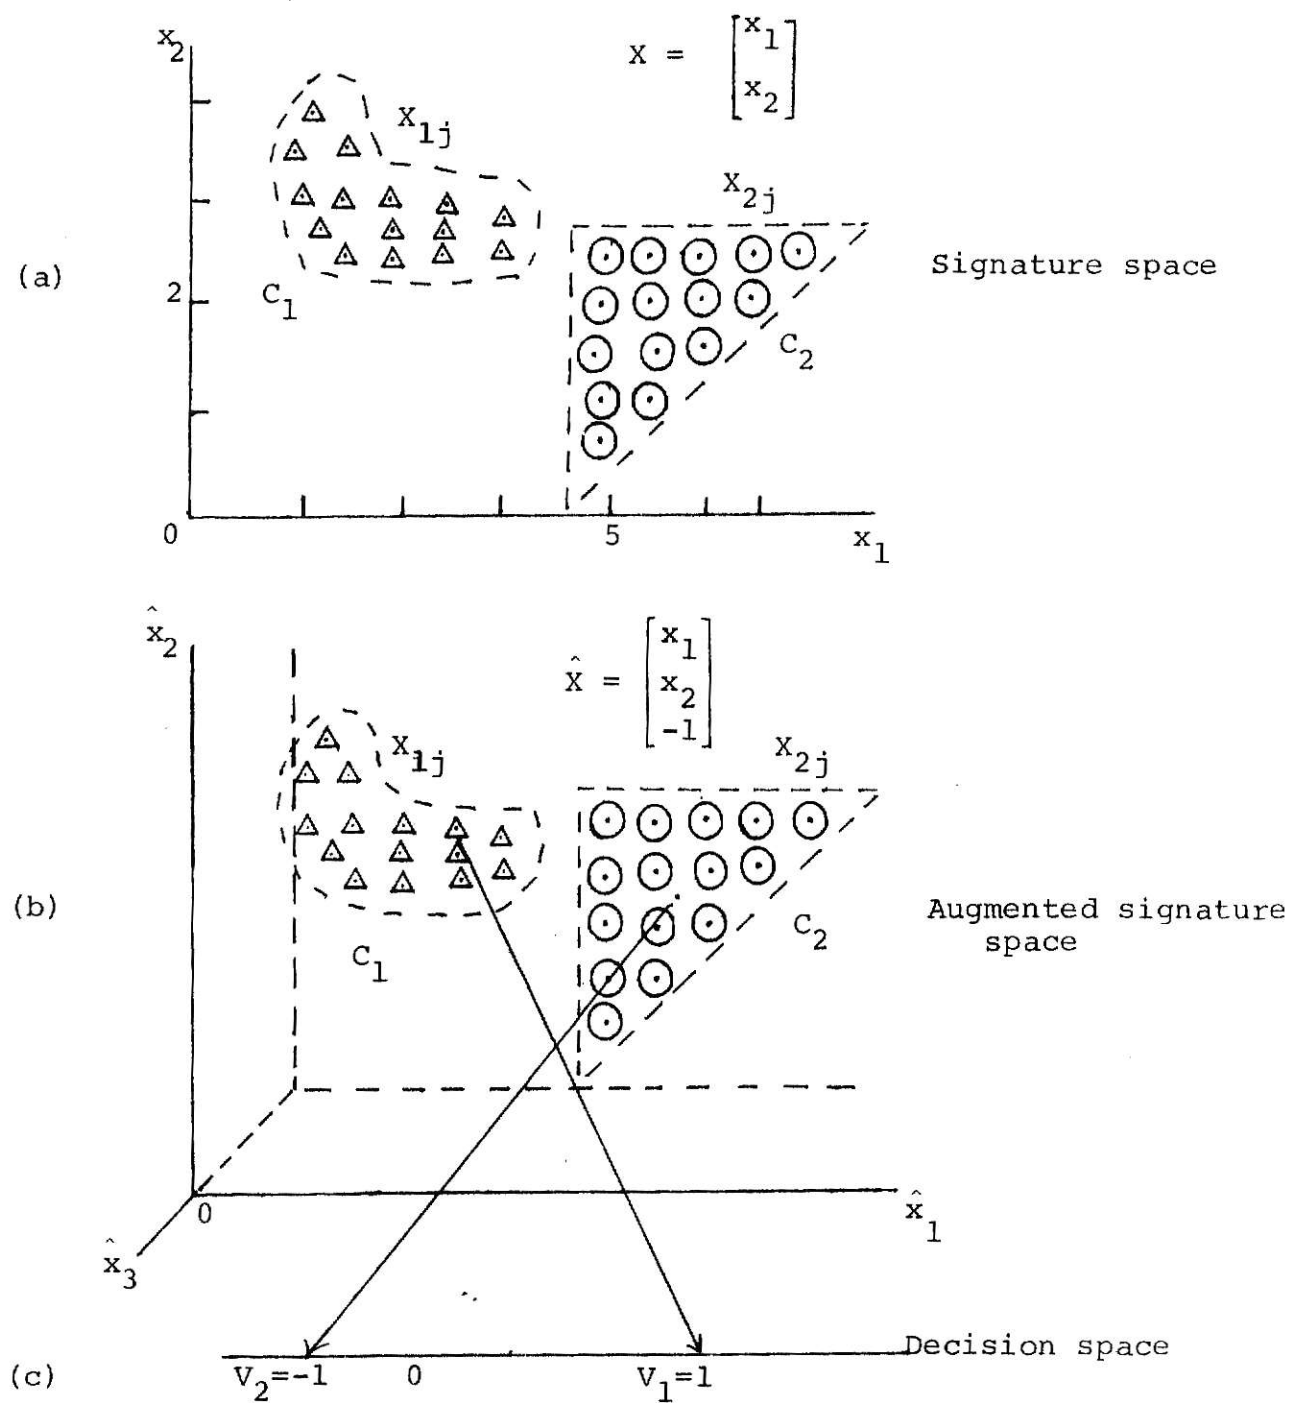 x₂
X = [x₁
x₂]
X₁ⱼ
X₂ⱼ
(a)
Signature space
2
C₁
C₂
0
5
x₁
x̂₂
X̂ = [x₁
x₂
-1]
X₁ⱼ
X₂ⱼ
(b)
Augmented signature
space
C₂
C₁
0
x̂₁
x̂₃
Decision space
(c)
V₂=-1
0
V₁=1